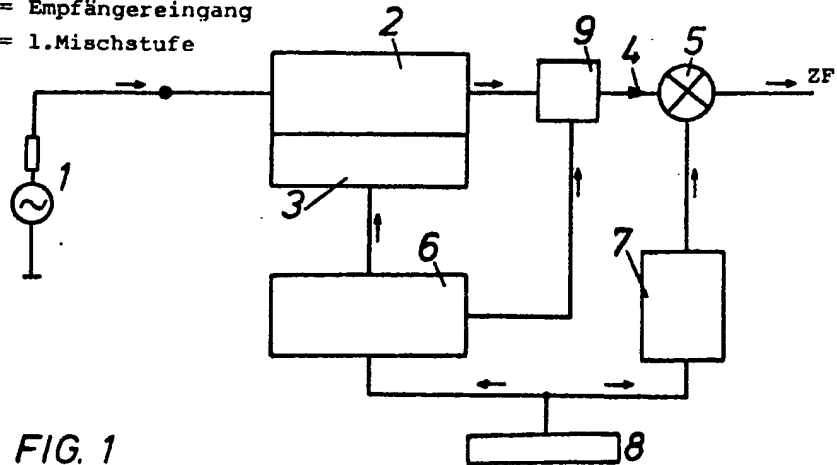 = Empfängereingang
= 1.Mischstufe
2
9
4
5
ZF
1
3
6
7
8
FIG. 1